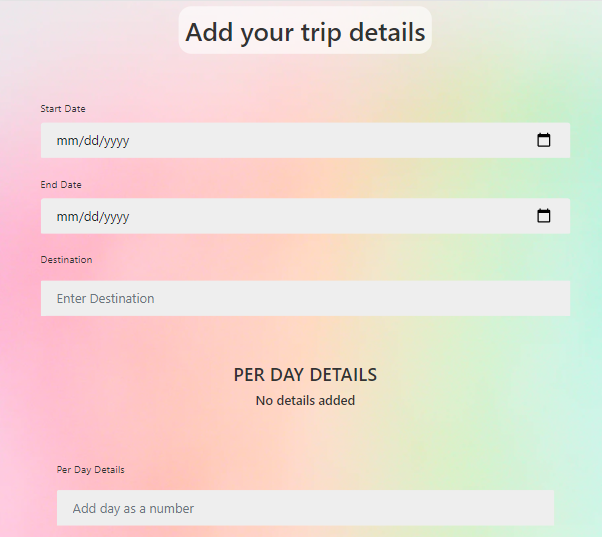 Add your trip details
Start Date
mm/dd/yyyy
End Date
mm/dd/yyyy
Destination
Enter Destination
PER DAY DETAILS
No details added
Per Day Details
Add day as a number